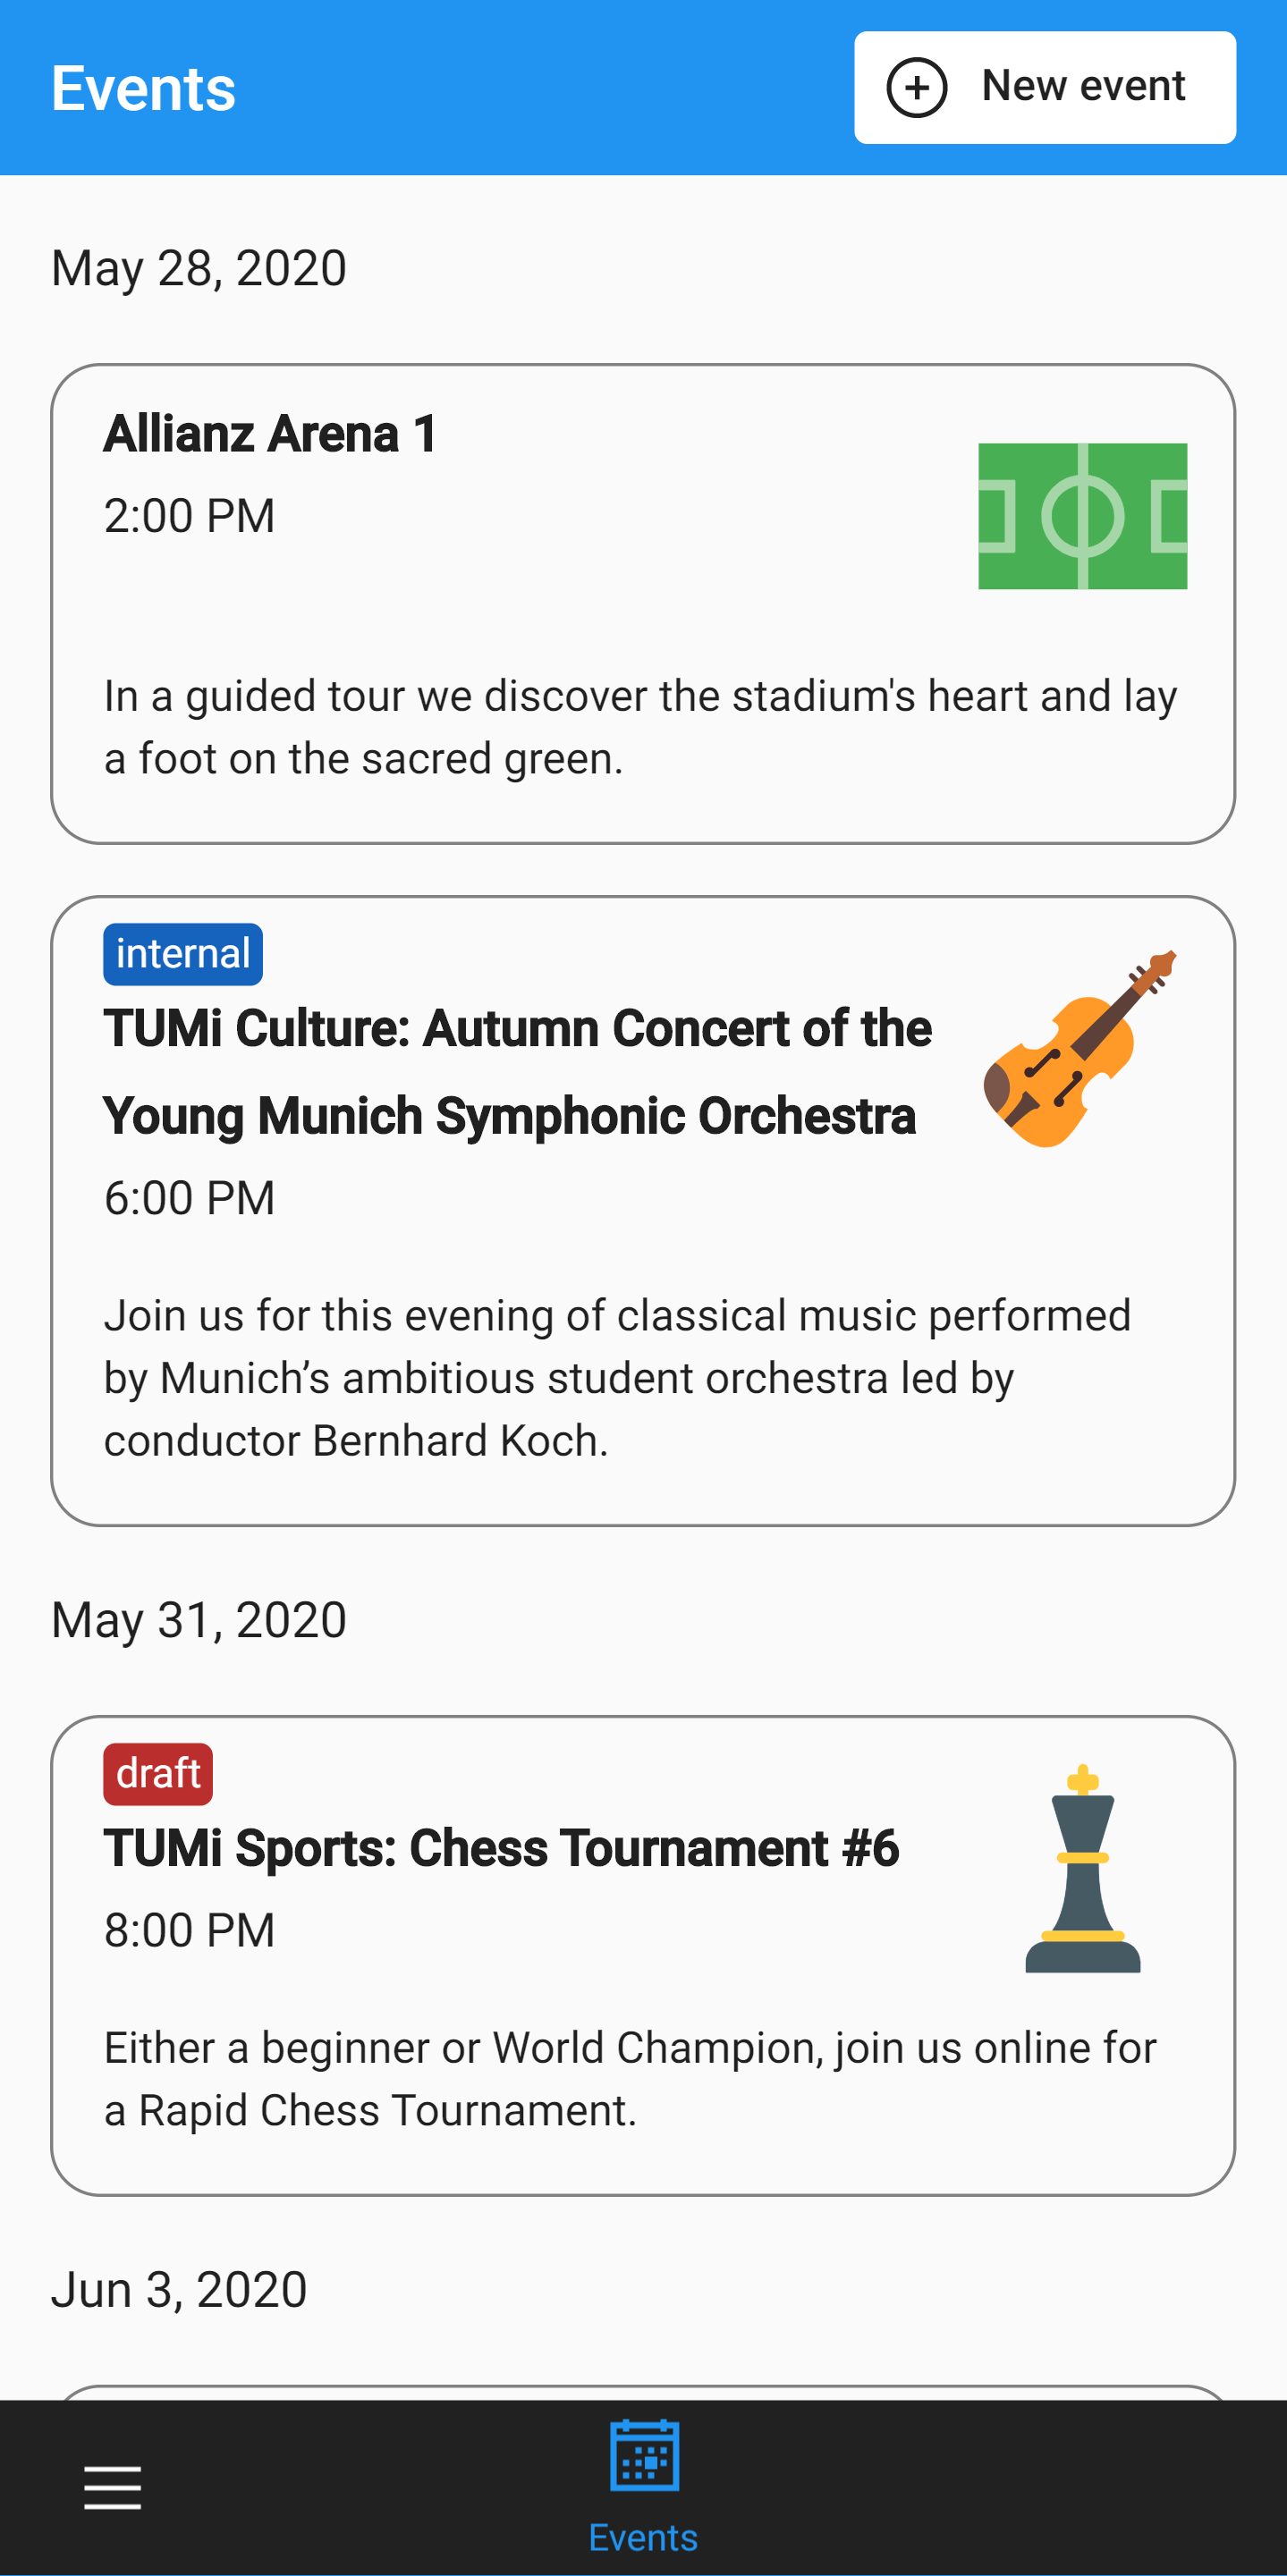 Events
New event
May 28, 2020
Allianz Arena 1
2:00 PM
In a guided tour we discover the stadium's heart and lay
a foot on the sacred green.
internal
TUMi Culture: Autumn Concert of the
Young Munich Symphonic Orchestra
6:00 PM
Join us for this evening of classical music performed
by Munich’s ambitious student orchestra led by
conductor Bernhard Koch.
May 31, 2020
draft
TUMi Sports: Chess Tournament #6
8:00 PM
Either a beginner or World Champion, join us online for
a Rapid Chess Tournament.
Jun 3, 2020
Events